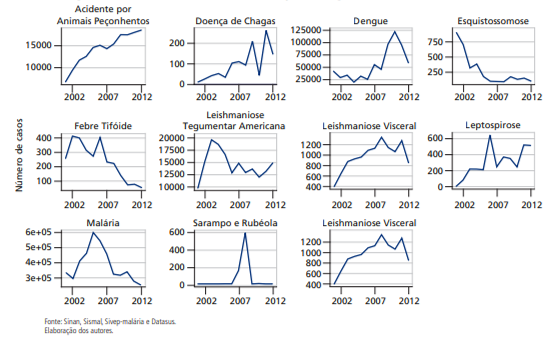 Acidente por
Animais Peçonhentos
15000
10000
2002 2007 2012
Doença de Chagas
200
100
0
2002 2007 2012
Dengue
125000
100000
75000
50000
25000
2002 2007 2012
Esquistossomose
750
500
250
2002 2007 2012
Número de casos
Febre Tifóide
400
300
200
100
2002 2007 2012
Leishmaniose
Tegumentar Americana
20000
17500
15000
12500
10000
2002 2007 2012
Leishmaniose Visceral
1200
1000
800
600
400
2002 2007 2012
Leptospirose
600
400
200
0
2002 2007 2012
Malária
6e+05
5e+05
4e+05
3e+05
2002 2007 2012
Sarampo e Rubéola
600
400
200
0
2002 2007 2012
Leishmaniose Visceral
1200
1000
800
600
400
2002 2007 2012
Fonte: Sinan, Sismal, Sivep-malária e Datasus.
Elaboração dos autores.